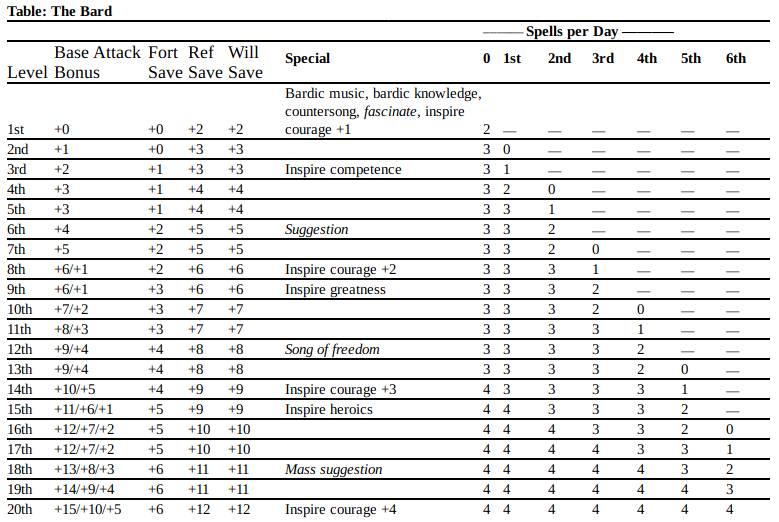 Table: The Bard
——— Spells per Day ———
Level Base Attack Bonus Fort Save Ref Save Will Save Special 0 1st 2nd 3rd 4th 5th 6th
Bardic music, bardic knowledge,
countersong, fascinate, inspire
1st +0 +0 +2 +2 courage +1 2 — — — — — —
2nd +1 +0 +3 +3 3 0 — — — — —
3rd +2 +1 +3 +3 Inspire competence 3 1 — — — — —
4th +3 +1 +4 +4 3 2 0 — — — —
5th +3 +1 +4 +4 3 3 1 — — — —
6th +4 +2 +5 +5 Suggestion 3 3 2 — — — —
7th +5 +2 +5 +5 3 3 2 0 — — —
8th +6/+1 +2 +6 +6 Inspire courage +2 3 3 3 1 — — —
9th +6/+1 +3 +6 +6 Inspire greatness 3 3 3 2 — — —
10th +7/+2 +3 +7 +7 3 3 3 2 0 — —
11th +8/+3 +3 +7 +7 3 3 3 3 1 — —
12th +9/+4 +4 +8 +8 Song of freedom 3 3 3 3 2 — —
13th +9/+4 +4 +8 +8 3 3 3 3 2 0 —
14th +10/+5 +4 +9 +9 Inspire courage +3 4 3 3 3 3 1 —
15th +11/+6/+1 +5 +9 +9 Inspire heroics 4 4 3 3 3 2 —
16th +12/+7/+2 +5 +10 +10 4 4 4 3 3 2 0
17th +12/+7/+2 +5 +10 +10 4 4 4 4 3 3 1
18th +13/+8/+3 +6 +11 +11 Mass suggestion 4 4 4 4 4 3 2
19th +14/+9/+4 +6 +11 +11 4 4 4 4 4 4 3
20th +15/+10/+5 +6 +12 +12 Inspire courage +4 4 4 4 4 4 4 4